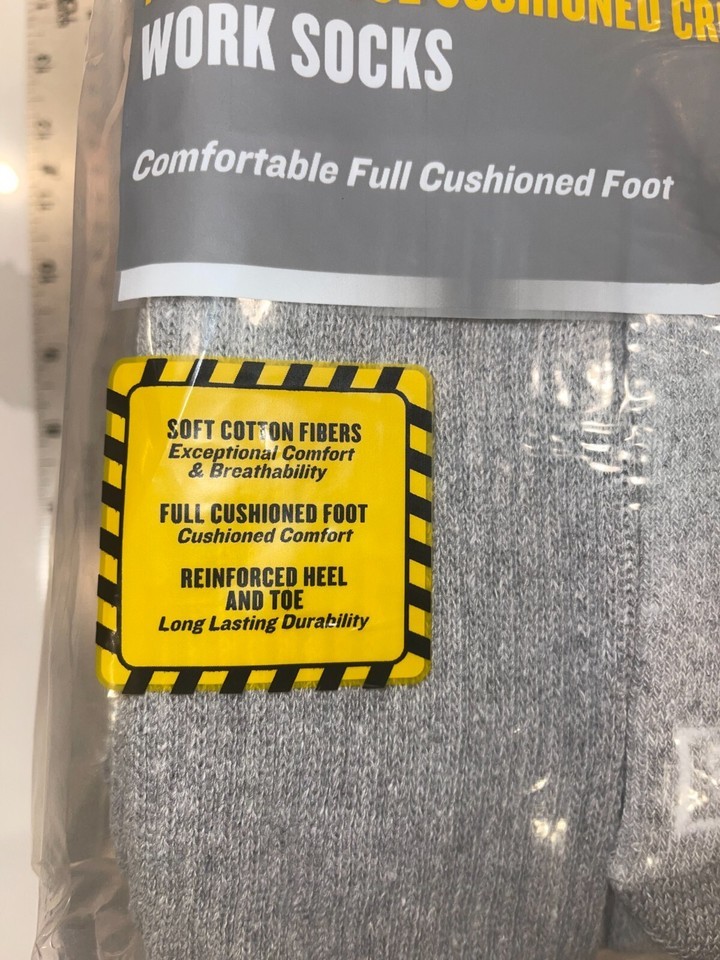 CUSHIONED
WORK SOCKS
Comfortable Full Cushioned Foot
SOFT COTTON FIBERS
Exceptional Comfort
& Breathability
FULL CUSHIONED FOOT
Cushioned Comfort
REINFORCED HEEL
AND TOE
Long Lasting Durability